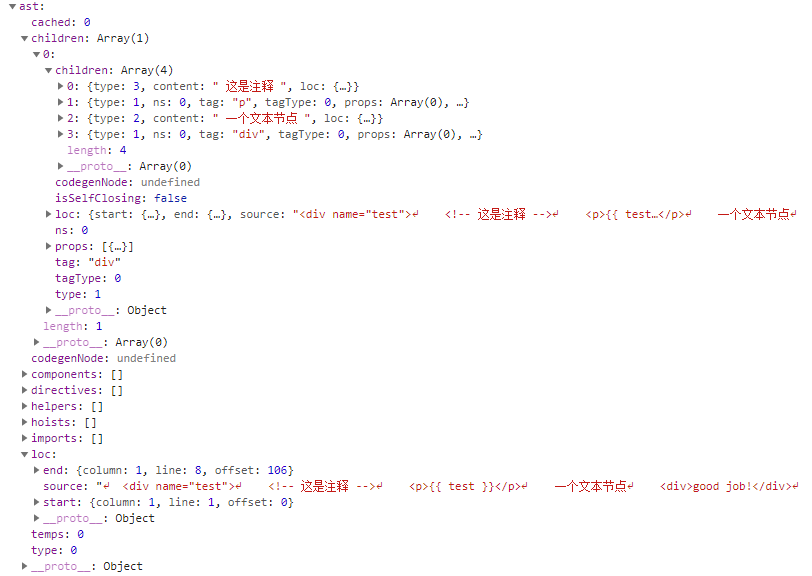 ast:
cached: 0
children: Array(1)
0:
children: Array(4)
0: {type: 3, content: " 这是注释 ", loc: {…}}
1: {type: 1, ns: 0, tag: "p", tagType: 0, props: Array(0), …}
2: {type: 2, content: " 一个文本节点 ", loc: {…}}
3: {type: 1, ns: 0, tag: "div", tagType: 0, props: Array(0), …}
length: 4
__proto__: Array(0)
codegenNode: undefined
isSelfClosing: false
loc: {start: {…}, end: {…}, source: "<div name="test">↵    <!-- 这是注释 -->↵    <p>{{ test…</p>↵    一个文本节点↵
ns: 0
props: [{…}]
tag: "div"
tagType: 0
type: 1
__proto__: Object
length: 1
__proto__: Array(0)
codegenNode: undefined
components: []
directives: []
helpers: []
hoists: []
imports: []
loc:
end: {column: 1, line: 8, offset: 106}
source: "↵  <div name="test">↵    <!-- 这是注释 -->↵    <p>{{ test }}</p>↵    一个文本节点↵    <div>good job!</div>↵
start: {column: 1, line: 1, offset: 0}
__proto__: Object
temps: 0
type: 0
__proto__: Object